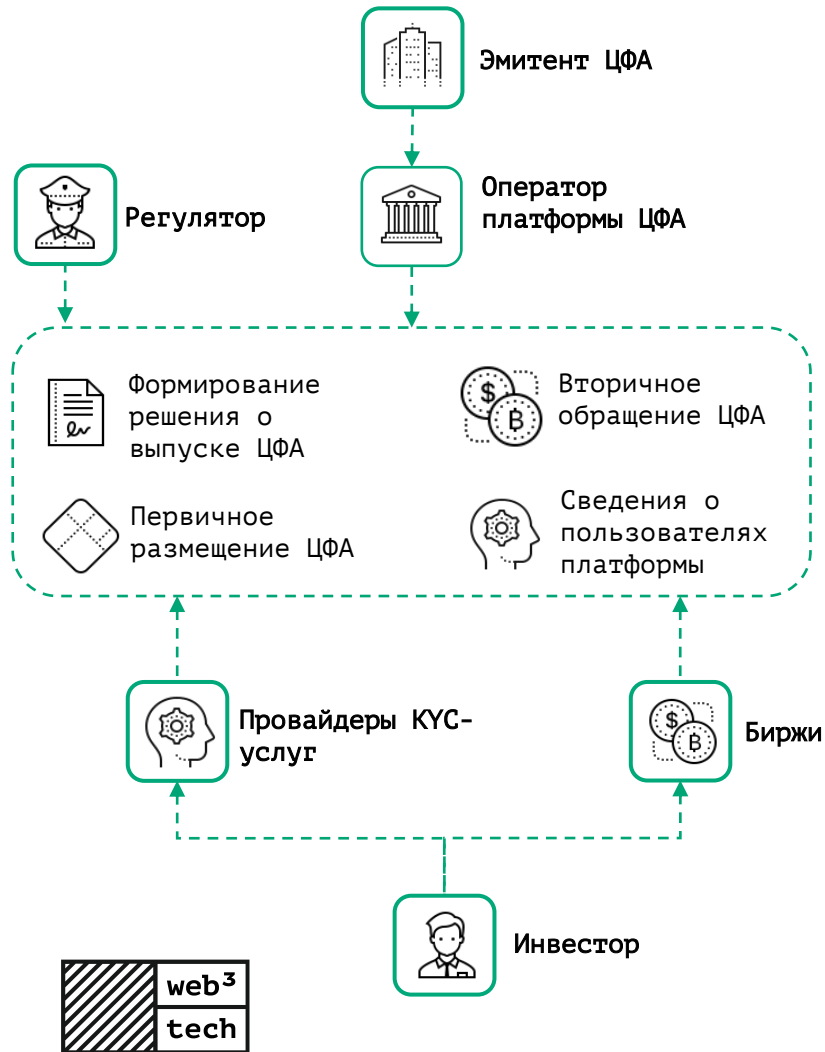 Эмитент ЦФА
Оператор
платформы ЦФА
Регулятор
Формирование
решения о
выпуске ЦФА
Вторичное
обращение ЦФА
Первичное
размещение ЦФА
Сведения о
пользователях
платформы
Провайдеры KYC-
услуг
Биржи
Инвестор
web³
tech